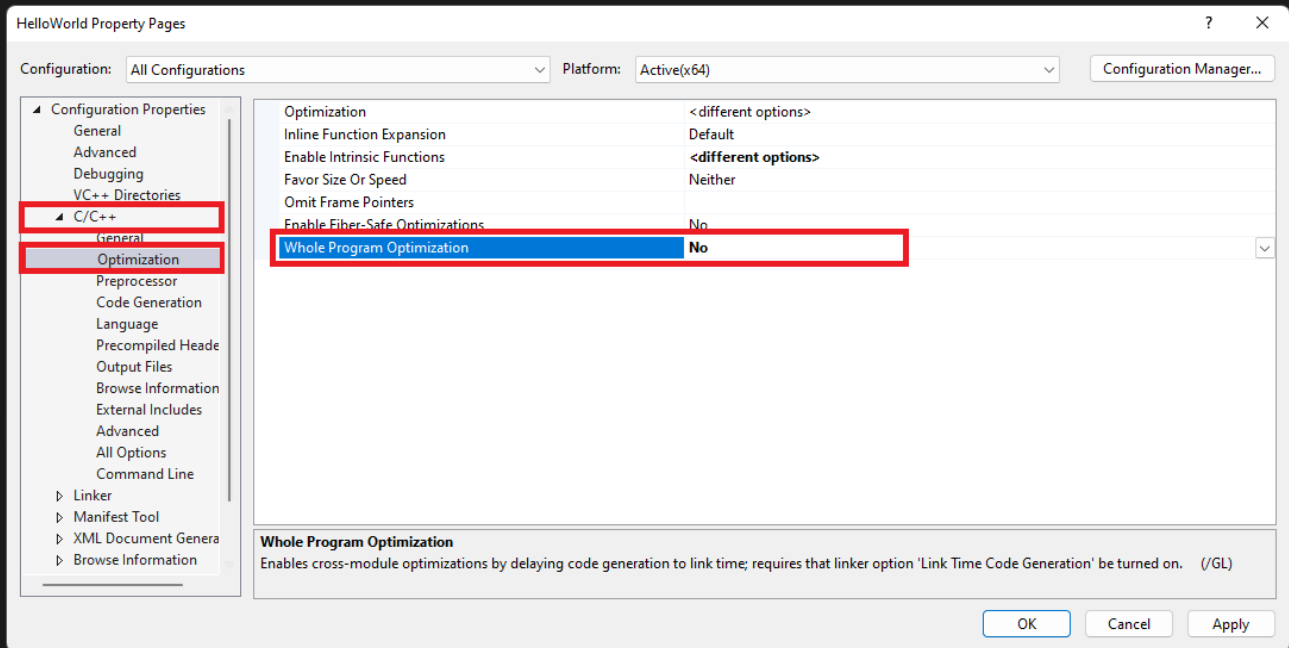 HelloWorld Property Pages ? ×
Configuration: All Configurations Platform: Active(x64) Configuration Manager...
Configuration Properties
General
Advanced
Debugging
VC++ Directories
C/C++
General
Optimization
Preprocessor
Code Generation
Language
Precompiled Heade
Output Files
Browse Information
External Includes
Advanced
All Options
Command Line
Linker
Manifest Tool
XML Document Genera
Browse Information
Optimization <different options>
Inline Function Expansion Default
Enable Intrinsic Functions <different options>
Favor Size Or Speed Neither
Omit Frame Pointers
Enable Fiber-Safe Optimizations No
Whole Program Optimization No
Whole Program Optimization
Enables cross-module optimizations by delaying code generation to link time; requires that linker option 'Link Time Code Generation' be turned on. (/GL)
OK Cancel Apply